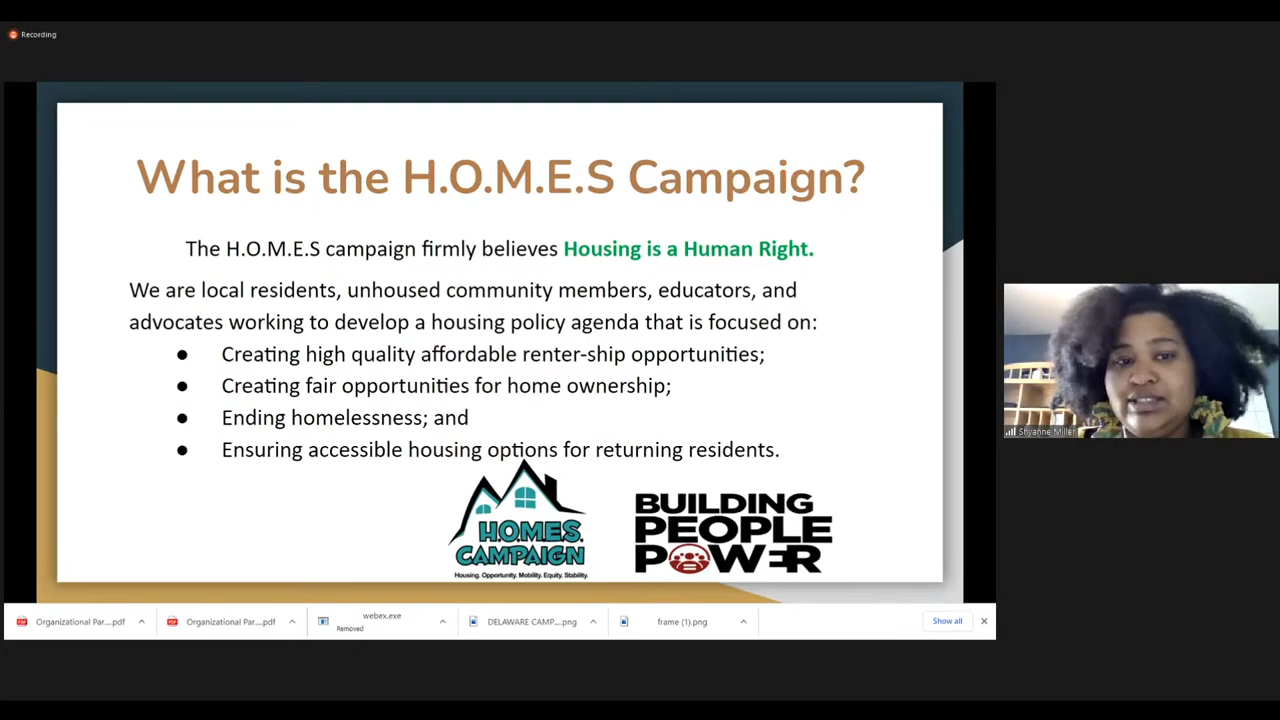 Recording
What is the H.O.M.E.S Campaign?
The H.O.M.E.S campaign firmly believes Housing is a Human Right.
We are local residents, unhoused community members, educators, and
advocates working to develop a housing policy agenda that is focused on:
● Creating high quality affordable renter-ship opportunities;
● Creating fair opportunities for home ownership;
● Ending homelessness; and
● Ensuring accessible housing options for returning residents.
H.O.M.E.S.
CAMPAIGN
Housing. Opportunity. Mobility. Equity. Stability.
BUILDING
PEOPLE
POWER
Shyanne Miller
Organizational Par....pdf
Organizational Par....pdf
webex.exe
Removed
DELAWARE CAMP....png
frame (1).png
Show all